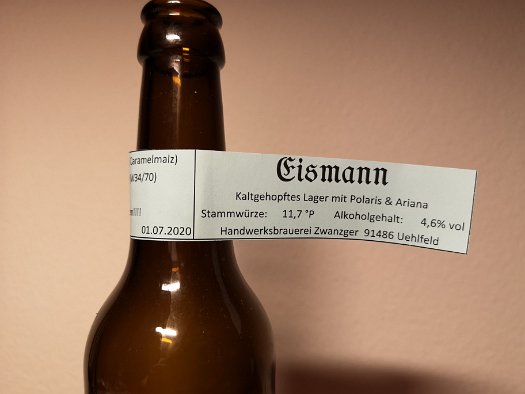 Caramelmalz)
34/70)
01.07.2020
Eismann
Kaltgehopftes Lager mit Polaris & Ariana
Stammwürze: 11,7 °P Alkoholgehalt: 4,6% vol
Handwerksbrauerei Zwanzger 91486 Uehlfeld